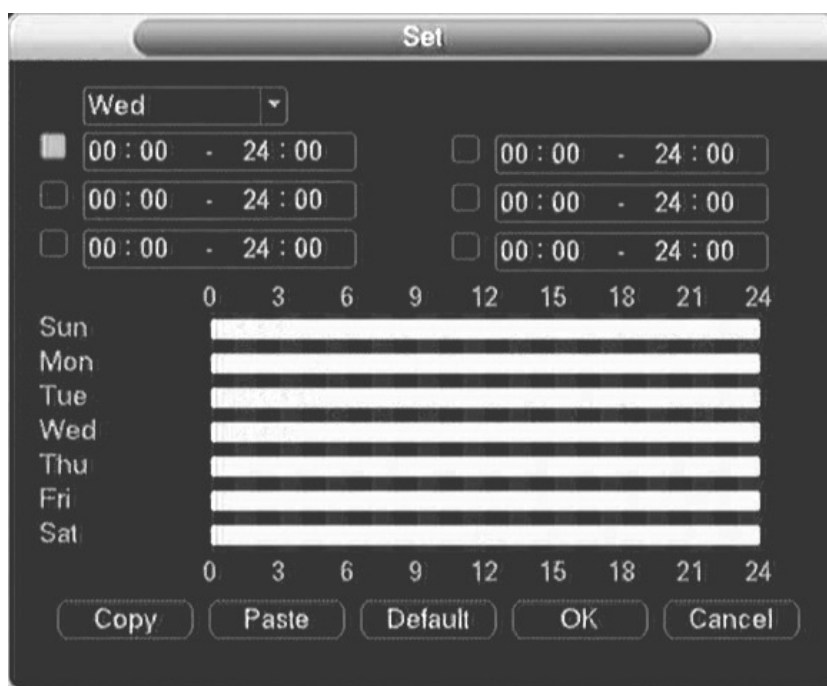 Set
Wed
00:00 - 24:00 00:00 - 24:00
00:00 - 24:00 00:00 - 24:00
00:00 - 24:00 00:00 - 24:00
0 3 6 9 12 15 18 21 24
Sun
Mon
Tue
Wed
Thu
Fri
Sat
0 3 6 9 12 15 18 21 24
Copy Paste Default OK Cancel